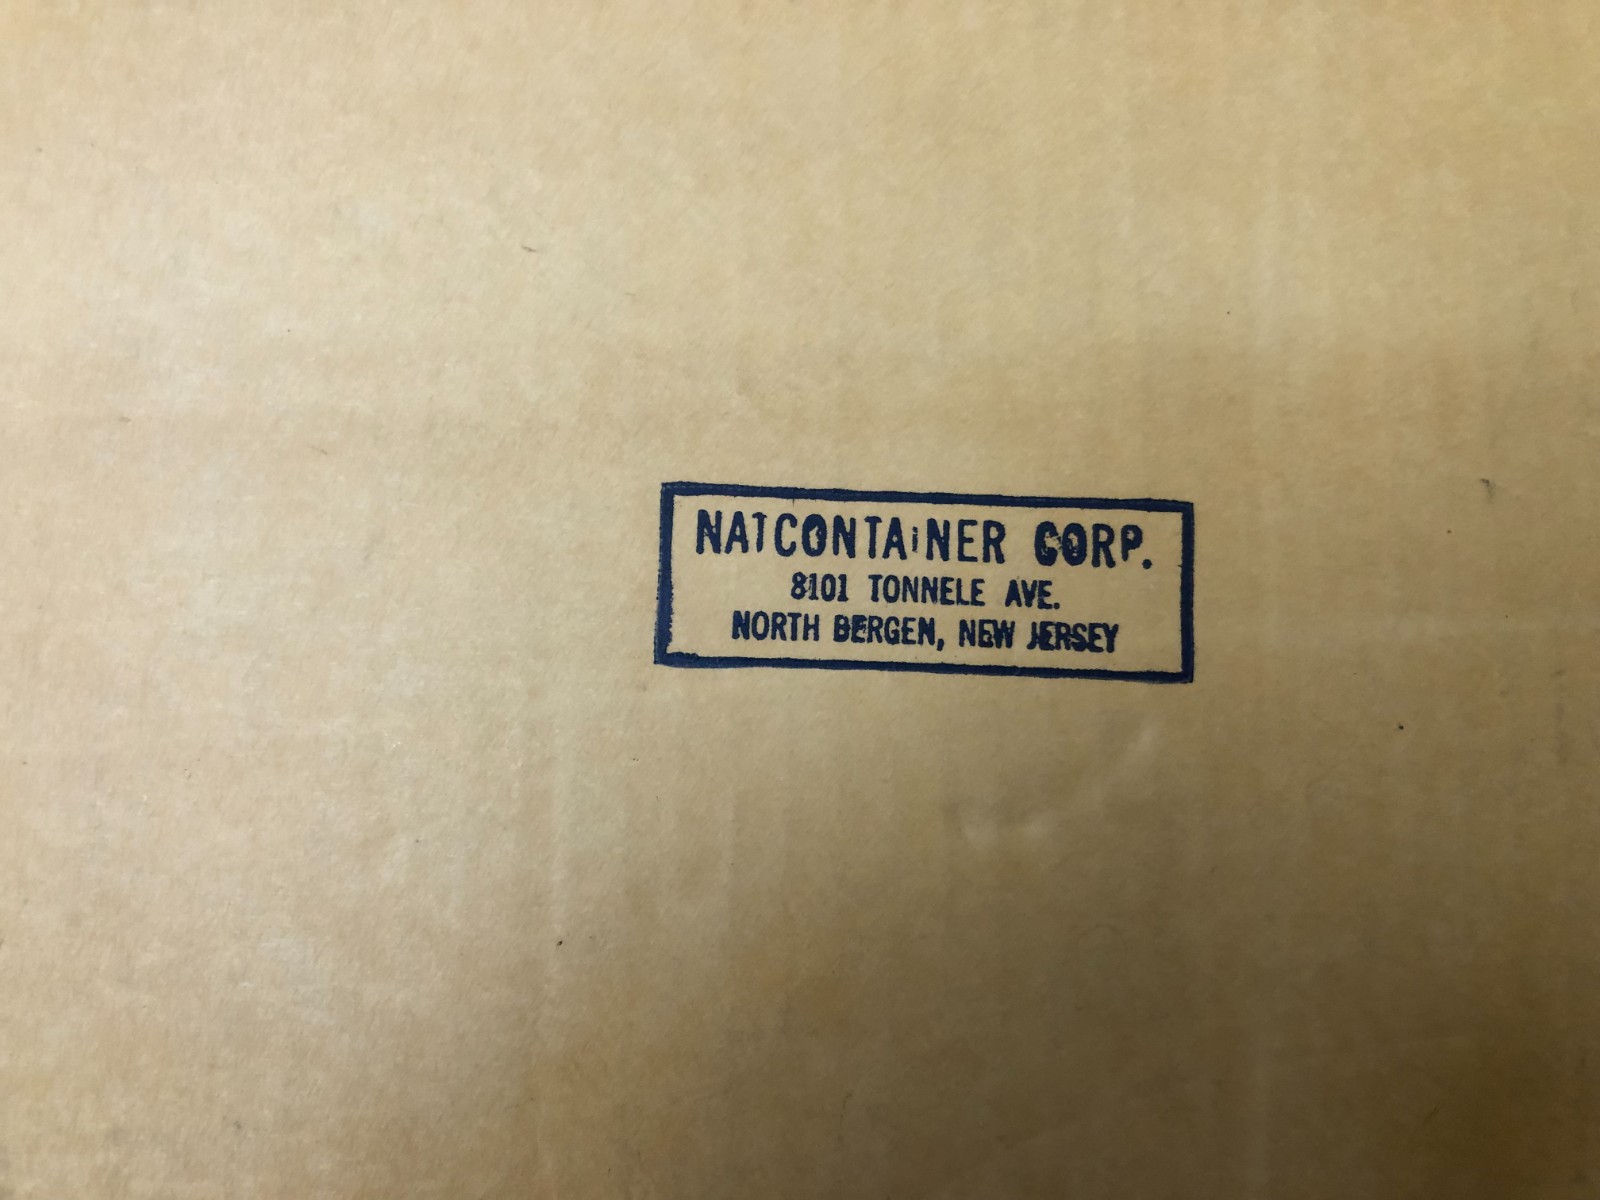 NATCONTAINER CORP.
8101 TONNELE AVE.
NORTH BERGEN, NEW JERSEY